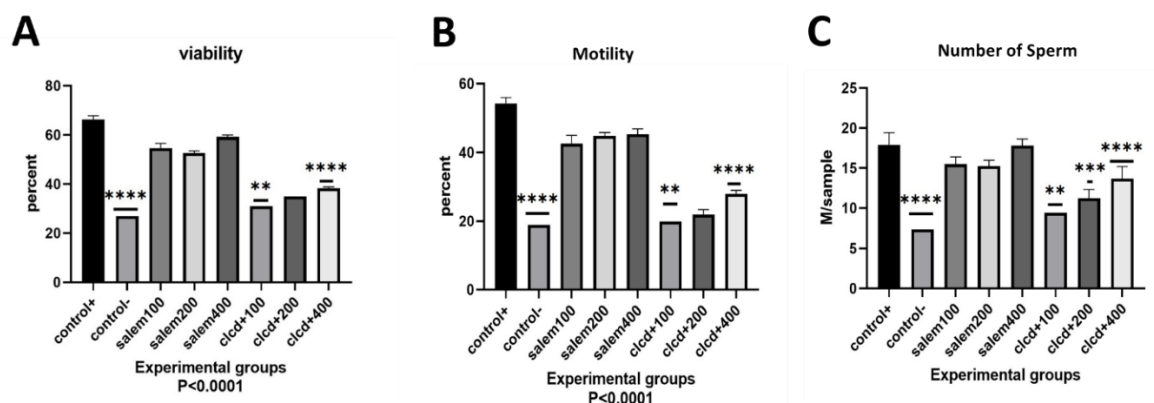 A
viability
percent
80
60
40
20
0
****
**
****
control+
control-
salem100
salem200
salem400
clcd+100
clcd+200
clcd+400
Experimental groups
P<0.0001
B
Motility
percent
60
40
20
0
****
**
****
control+
control-
salem100
salem200
salem400
clcd+100
clcd+200
clcd+400
Experimental groups
P<0.0001
C
Number of Sperm
M/sample
25
20
15
10
5
0
****
**
***
****
control+
control-
salem100
salem200
salem400
clcd+100
clcd+200
clcd+400
Experimental groups